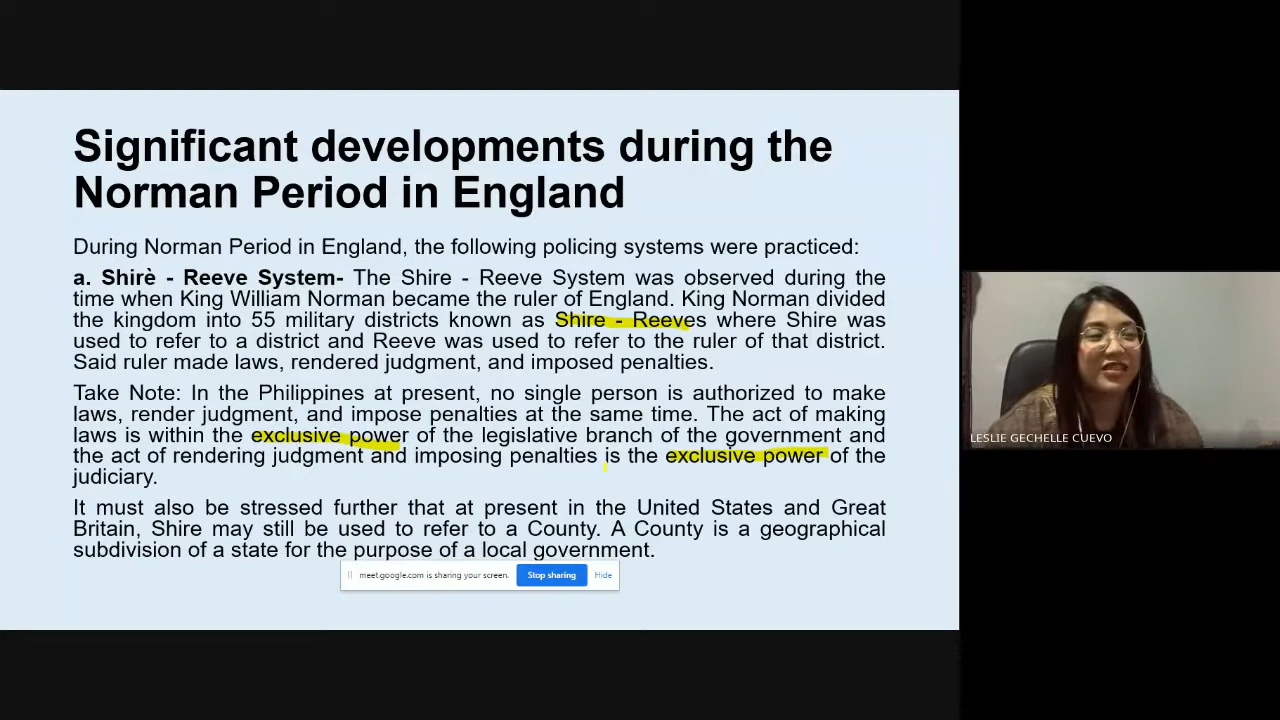 Significant developments during the
Norman Period in England
During Norman Period in England, the following policing systems were practiced:
a. Shirè - Reeve System- The Shire - Reeve System was observed during the
time when King William Norman became the ruler of England. King Norman divided
the kingdom into 55 military districts known as Shire - Reeves where Shire was
used to refer to a district and Reeve was used to refer to the ruler of that district.
Said ruler made laws, rendered judgment, and imposed penalties.
Take Note: In the Philippines at present, no single person is authorized to make
laws, render judgment, and impose penalties at the same time. The act of making
laws is within the exclusive power of the legislative branch of the government and
the act of rendering judgment and imposing penalties is the exclusive power of the
judiciary.
It must also be stressed further that at present in the United States and Great
Britain, Shire may still be used to refer to a County. A County is a geographical
subdivision of a state for the purpose of a local government.
meet.google.com is sharing your screen. Stop sharing Hide
LESLIE GECHELLE CUEVO